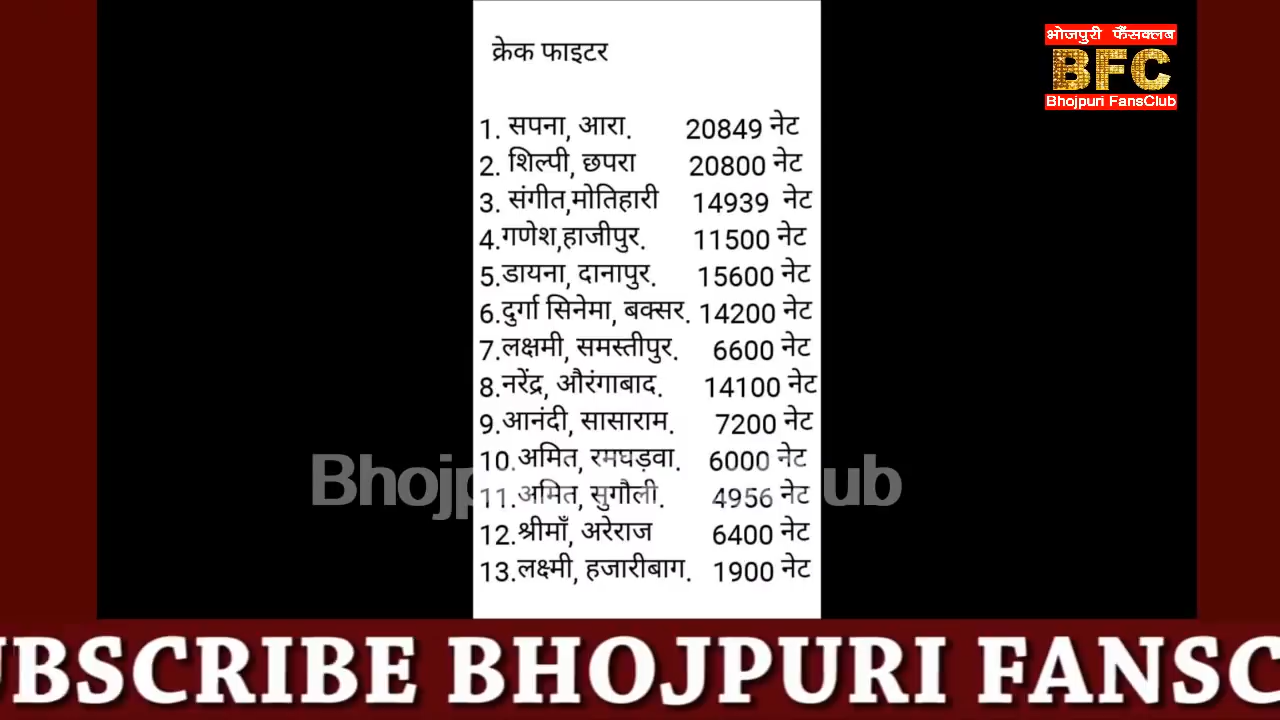 भोजपुरी फैंसक्लब
BFC
Bhojpuri FansClub
क्रेक फाइटर
1. सपना, आरा. 20849 नेट
2. शिल्पी, छपरा 20800 नेट
3. संगीत,मोतिहारी 14939 नेट
4.गणेश,हाजीपुर. 11500 नेट
5.डायना, दानापुर. 15600 नेट
6.दुर्गा सिनेमा, बक्सर. 14200 नेट
7.लक्षमी, समस्तीपुर. 6600 नेट
8.नरेंद्र, औरंगाबाद. 14100 नेट
9.आनंदी, सासाराम. 7200 नेट
10.अमित, रमघड़वा. 6000 नेट
11.अमित, सुगौली. 4956 नेट
12.श्रीमाँ, अरेराज 6400 नेट
13.लक्ष्मी, हजारीबाग. 1900 नेट
UBSCRIBE BHOJPURI FANSC